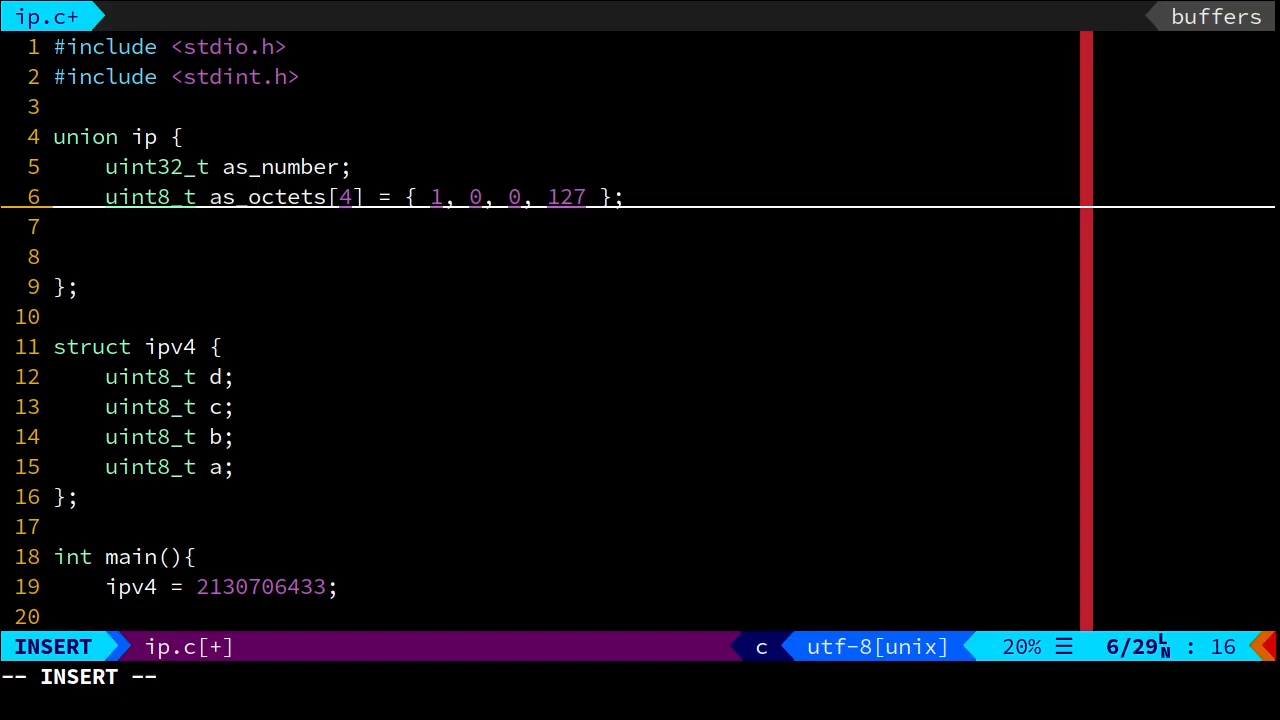 ip.c+ buffers
1 #include <stdio.h>
2 #include <stdint.h>
3
4 union ip {
5     uint32_t as_number;
6     uint8_t as_octets[4] = { 1, 0, 0, 127 };
7
8
9 };
10
11 struct ipv4 {
12     uint8_t d;
13     uint8_t c;
14     uint8_t b;
15     uint8_t a;
16 };
17
18 int main(){
19     ipv4 = 2130706433;
20
INSERT ip.c[+] c utf-8[unix] 20% ☰ 6/29 LN : 16
-- INSERT --